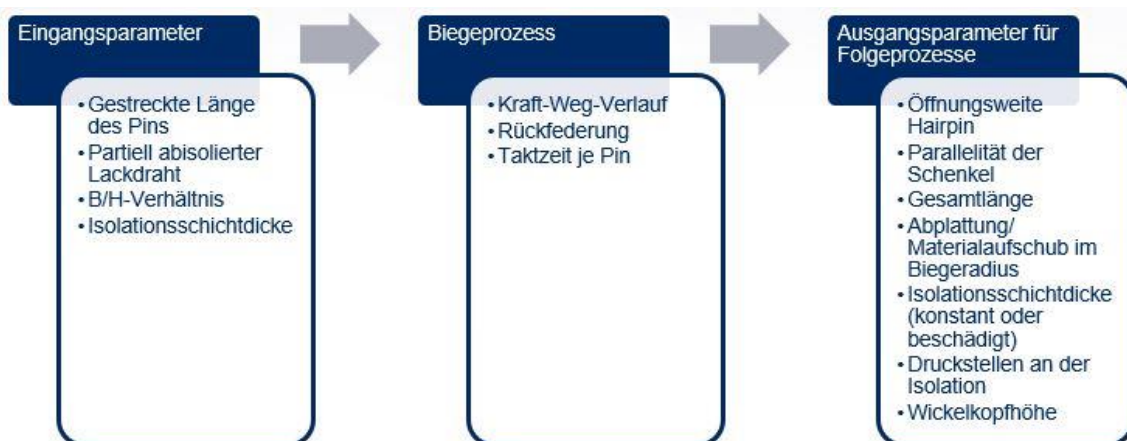 Eingangsparameter
• Gestreckte Länge
des Pins
• Partiell abisolierter
Lackdraht
• B/H-Verhältnis
• Isolationsschichtdicke
Biegeprozess
• Kraft-Weg-Verlauf
• Rückfederung
• Taktzeit je Pin
Ausgangsparameter für
Folgeprozesse
• Öffnungsweite
Hairpin
• Parallelität der
Schenkel
• Gesamtlänge
• Abplattung/
Materialaufschub im
Biegeradius
• Isolationsschichtdicke
(konstant oder
beschädigt)
• Druckstellen an der
Isolation
• Wickelkopfhöhe